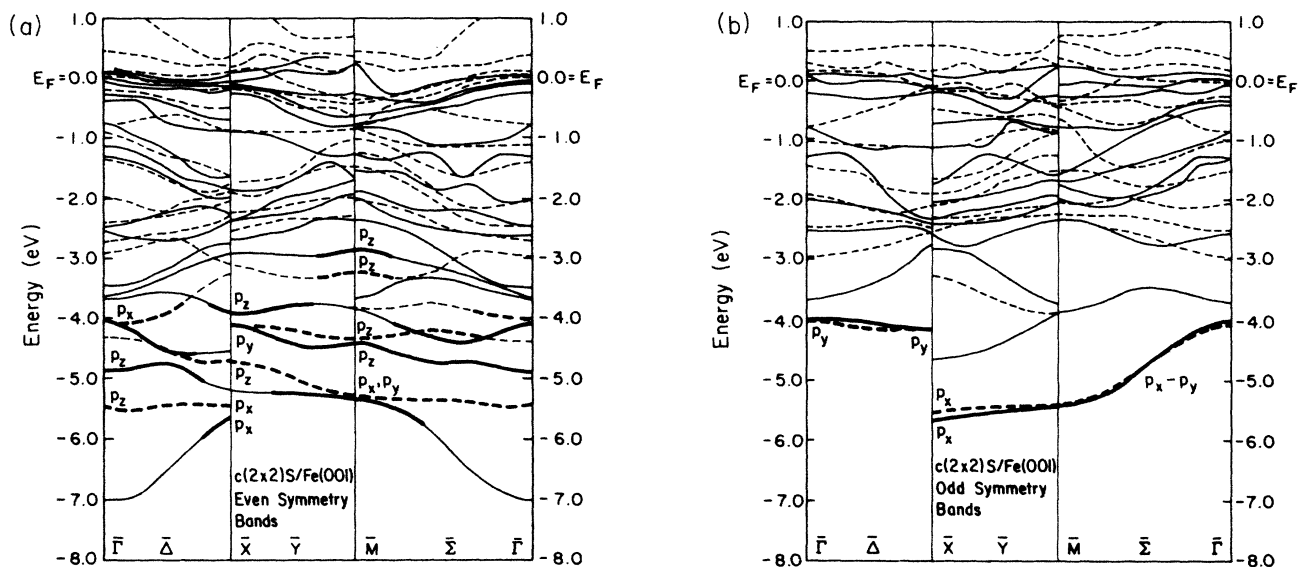 (a)
1.0
E_F=0.0
-1.0
-2.0
-3.0
-4.0
-5.0
-6.0
-7.0
-8.0
Energy (eV)
p_z
p_z
p_x
p_z
p_z
p_z
p_y
p_z
p_z
p_z
p_x, p_y
p_x
p_x
c(2x2)S/Fe(001)
Even Symmetry
Bands
Γ̄ Δ̄ X̄ Ȳ M̄ Σ̄ Γ̄
1.0
0.0=E_F
-1.0
-2.0
-3.0
-4.0
-5.0
-6.0
-7.0
-8.0
(b)
1.0
E_F=0.0
-1.0
-2.0
-3.0
-4.0
-5.0
-6.0
-7.0
-8.0
Energy (eV)
p_y
p_y
p_x
p_x
p_x-p_y
c(2x2)S/Fe(001)
Odd Symmetry
Bands
Γ̄ Δ̄ X̄ Ȳ M̄ Σ̄ Γ̄
1.0
0.0=E_F
-1.0
-2.0
-3.0
-4.0
-5.0
-6.0
-7.0
-8.0